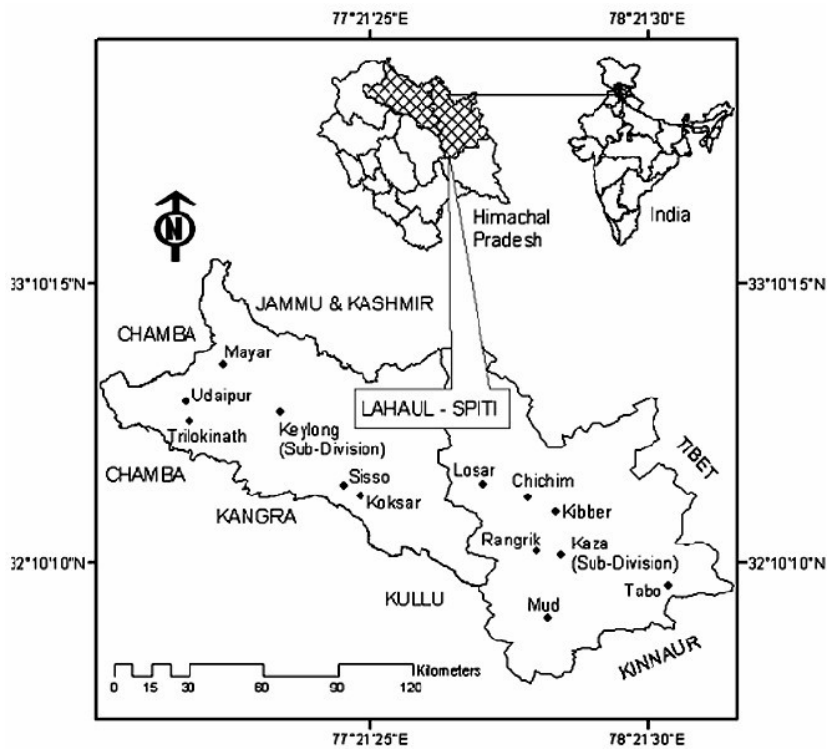 77°21'25"E 78°21'30"E
Himachal
Pradesh
India
N
33°10'15"N 33°10'15"N
JAMMU & KASHMIR
CHAMBA
Mayar
Udaipur
Trilokinath
Keylong
(Sub-Division)
LAHAUL - SPITI
CHAMBA
Sisso
Koksar
KANGRA
KULLU
TIBET
Losar
Chichim
Kibber
Rangrik
Kaza
(Sub-Division)
32°10'10"N 32°10'10"N
Tabo
Mud
KINNAUR
Kilometers
0 7 15 30 60 90 120
77°21'25"E 78°21'30"E